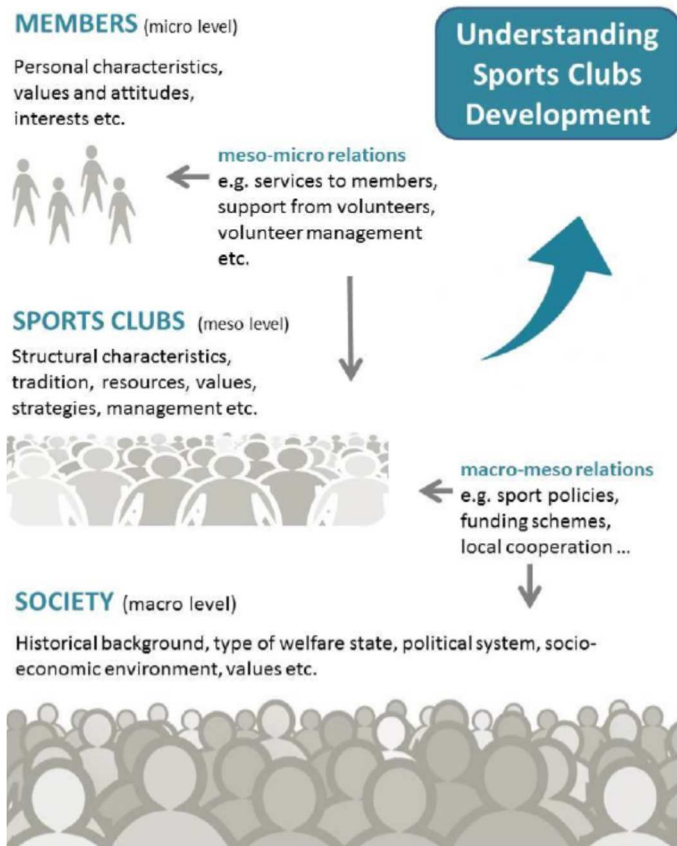 MEMBERS (micro level)
Personal characteristics,
values and attitudes,
interests etc.
Understanding
Sports Clubs
Development
meso-micro relations
e.g. services to members,
support from volunteers,
volunteer management
etc.
SPORTS CLUBS (meso level)
Structural characteristics,
tradition, resources, values,
strategies, management etc.
macro-meso relations
e.g. sport policies,
funding schemes,
local cooperation ...
SOCIETY (macro level)
Historical background, type of welfare state, political system, socio-
economic environment, values etc.